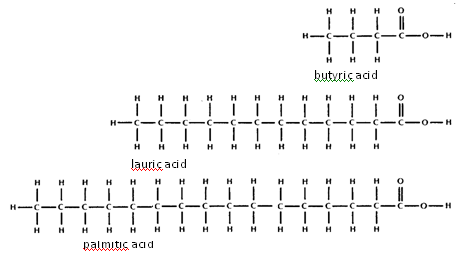 H H H O
H C C C C O H
H H H
butyric acid
H H H H H H H H H H H O
H C C C C C C C C C C C C O H
H H H H H H H H H H H
lauric acid
H H H H H H H H H H H H H H H O
H C C C C C C C C C C C C C C C C O H
H H H H H H H H H H H H H H H
palmitic acid